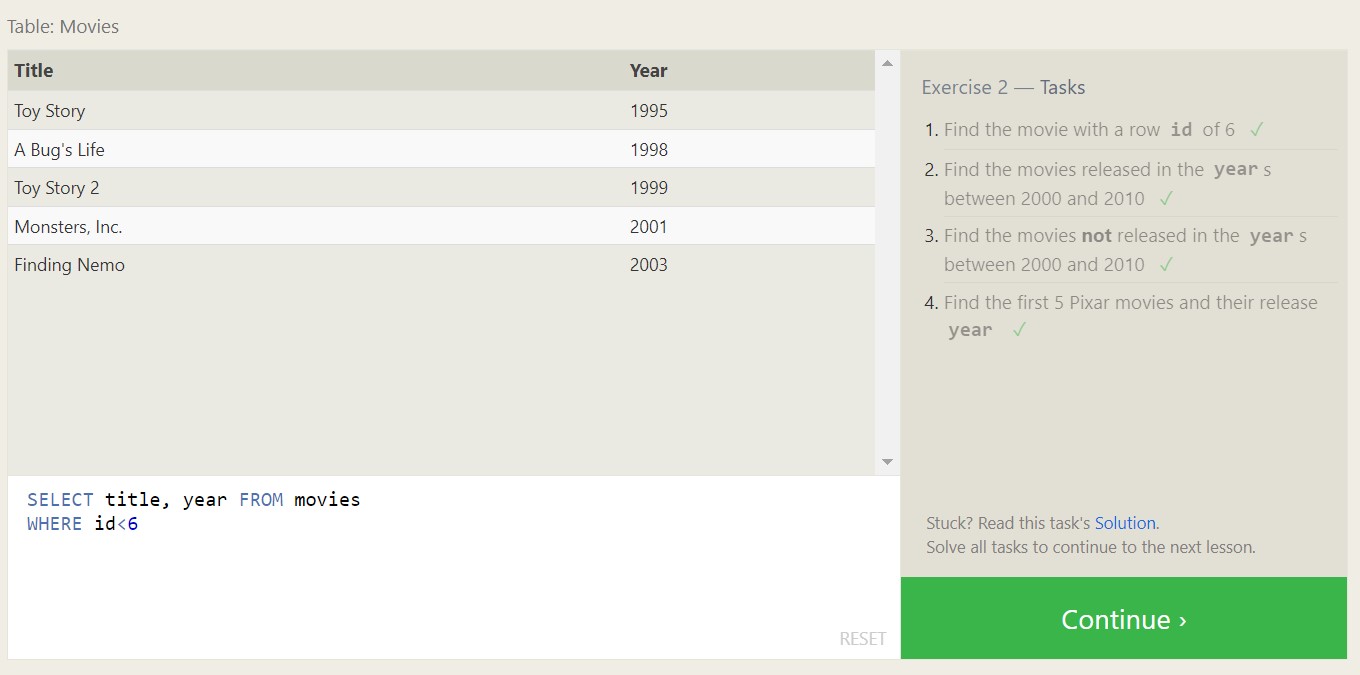 Table: Movies
Title Year
Toy Story 1995
A Bug's Life 1998
Toy Story 2 1999
Monsters, Inc. 2001
Finding Nemo 2003
SELECT title, year FROM movies
WHERE id<6
RESET
Exercise 2 — Tasks
1. Find the movie with a row id of 6 ✓
2. Find the movies released in the year s
between 2000 and 2010 ✓
3. Find the movies not released in the year s
between 2000 and 2010 ✓
4. Find the first 5 Pixar movies and their release
year ✓
Stuck? Read this task's Solution.
Solve all tasks to continue to the next lesson.
Continue ›